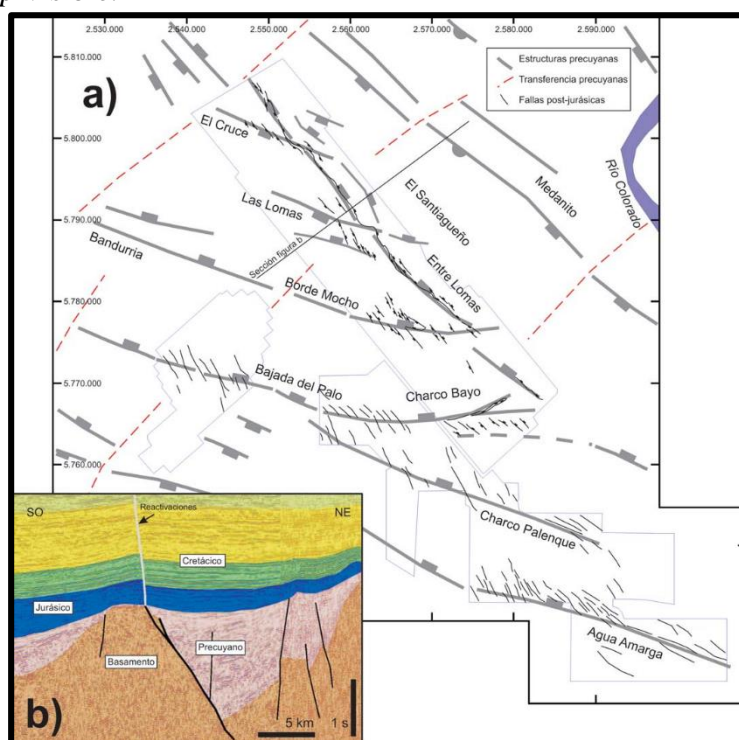 2.530.000
2.540.000
2.550.000
2.560.000
2.570.000
2.580.000
2.590.000
5.810.000
5.800.000
5.790.000
5.780.000
5.770.000
5.760.000
a)
Estructuras precuyanas
Transferencia precuyanas
Fallas post-jurásicas
El Cruce
Las Lomas
Bandurria
Sección figura b
El Santiagueño
Medanito
Río Colorado
Entre Lomas
Borde Mocho
Bajada del Palo
Charco Bayo
Charco Palenque
Agua Amarga
SO
Reactivaciones
NE
Cretácico
Jurásico
Precuyano
Basamento
b)
5 km
1 s